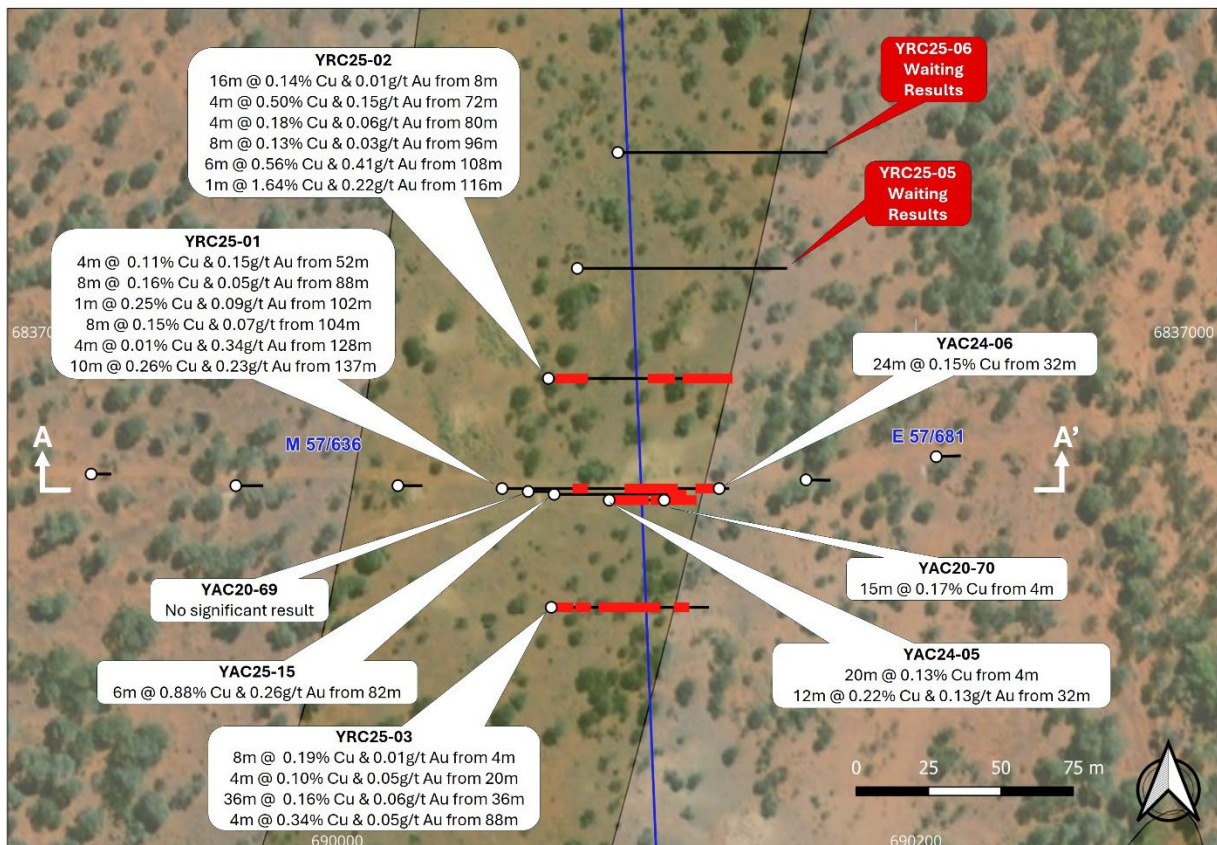 YRC25-02
16m @ 0.14% Cu & 0.01g/t Au from 8m
4m @ 0.50% Cu & 0.15g/t Au from 72m
4m @ 0.18% Cu & 0.06g/t Au from 80m
8m @ 0.13% Cu & 0.03g/t Au from 96m
6m @ 0.56% Cu & 0.41g/t Au from 108m
1m @ 1.64% Cu & 0.22g/t Au from 116m
YRC25-06
Waiting
Results
YRC25-05
Waiting
Results
YRC25-01
4m @ 0.11% Cu & 0.15g/t Au from 52m
8m @ 0.16% Cu & 0.05g/t Au from 88m
1m @ 0.25% Cu & 0.09g/t Au from 102m
8m @ 0.15% Cu & 0.07g/t from 104m
4m @ 0.01% Cu & 0.34g/t Au from 128m
10m @ 0.26% Cu & 0.23g/t Au from 137m
6837000
6837000
YAC24-06
24m @ 0.15% Cu from 32m
A
M 57/636
E 57/681
A'
YAC20-69
No significant result
YAC20-70
15m @ 0.17% Cu from 4m
YAC25-15
6m @ 0.88% Cu & 0.26g/t Au from 82m
YAC24-05
20m @ 0.13% Cu from 4m
12m @ 0.22% Cu & 0.13g/t Au from 32m
YRC25-03
8m @ 0.19% Cu & 0.01g/t Au from 4m
4m @ 0.10% Cu & 0.05g/t Au from 20m
36m @ 0.16% Cu & 0.06g/t Au from 36m
4m @ 0.34% Cu & 0.05g/t Au from 88m
0 25 50 75 m
690000
690200